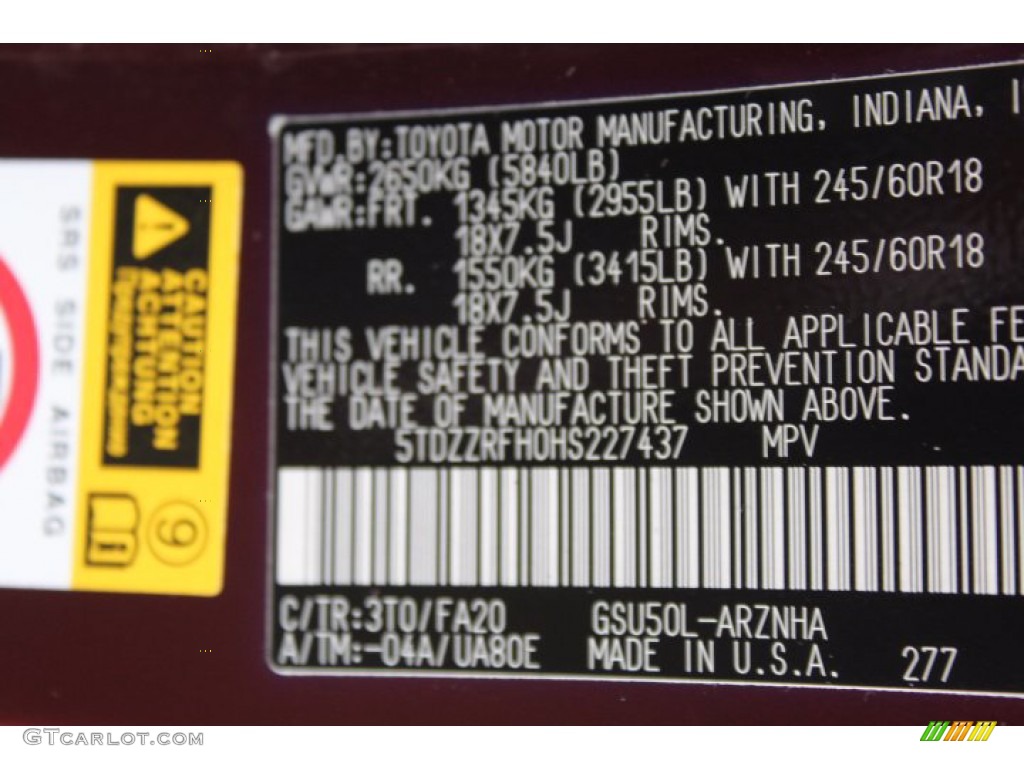 MFD.BY:TOYOTA MOTOR MANUFACTURING, INDIANA, I
GVWR:2650KG (5840LB)
GAWR:FRT. 1345KG (2955LB) WITH 245/60R18
18X7.5J RIMS.
RR. 1550KG (3415LB) WITH 245/60R18
18X7.5J RIMS.
THIS VEHICLE CONFORMS TO ALL APPLICABLE FE
VEHICLE SAFETY AND THEFT PREVENTION STANDA
THE DATE OF MANUFACTURE SHOWN ABOVE.
5TDZZRFH0HS227437 MPV
C/TR:3T0/FA20 GSU50L-ARZNHA
A/TM:-04A/UA80E MADE IN U.S.A. 277
SRS SIDE AIRBAG
CAUTION
ATTENTION
ACHTUNG
9
GTCARLOT.COM